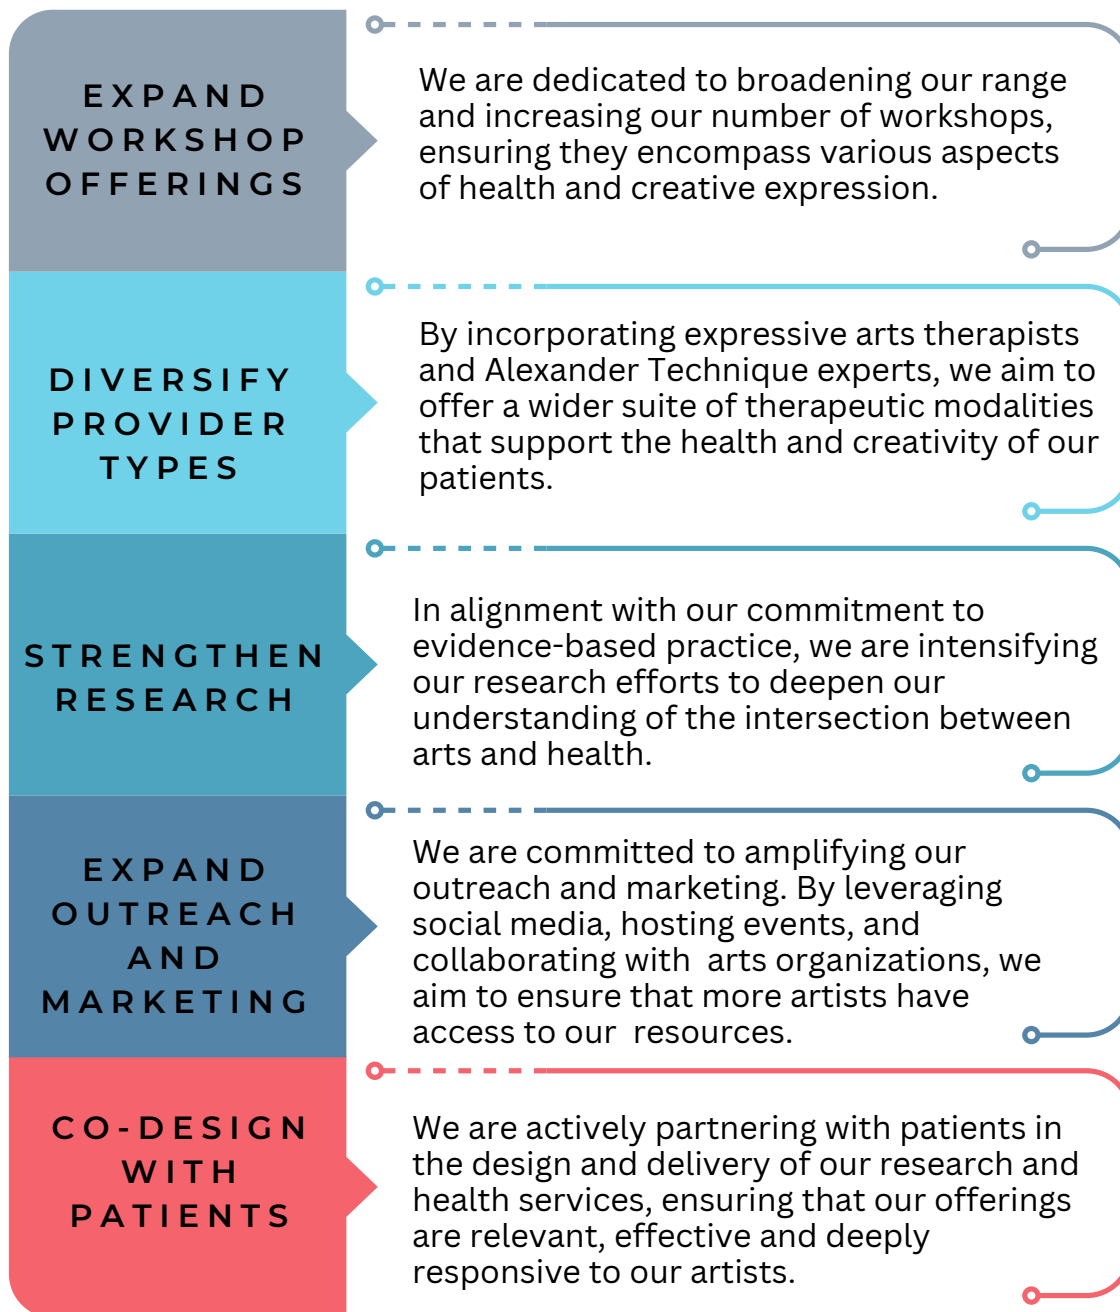 EXPAND
WORKSHOP
OFFERINGS
We are dedicated to broadening our range
and increasing our number of workshops,
ensuring they encompass various aspects
of health and creative expression.
DIVERSIFY
PROVIDER
TYPES
By incorporating expressive arts therapists
and Alexander Technique experts, we aim to
offer a wider suite of therapeutic modalities
that support the health and creativity of our
patients.
STRENGTHEN
RESEARCH
In alignment with our commitment to
evidence-based practice, we are intensifying
our research efforts to deepen our
understanding of the intersection between
arts and health.
EXPAND
OUTREACH
AND
MARKETING
We are committed to amplifying our
outreach and marketing. By leveraging
social media, hosting events, and
collaborating with  arts organizations, we
aim to ensure that more artists have
access to our  resources.
CO-DESIGN
WITH
PATIENTS
We are actively partnering with patients in
the design and delivery of our research and
health services, ensuring that our offerings
are relevant, effective and deeply
responsive to our artists.